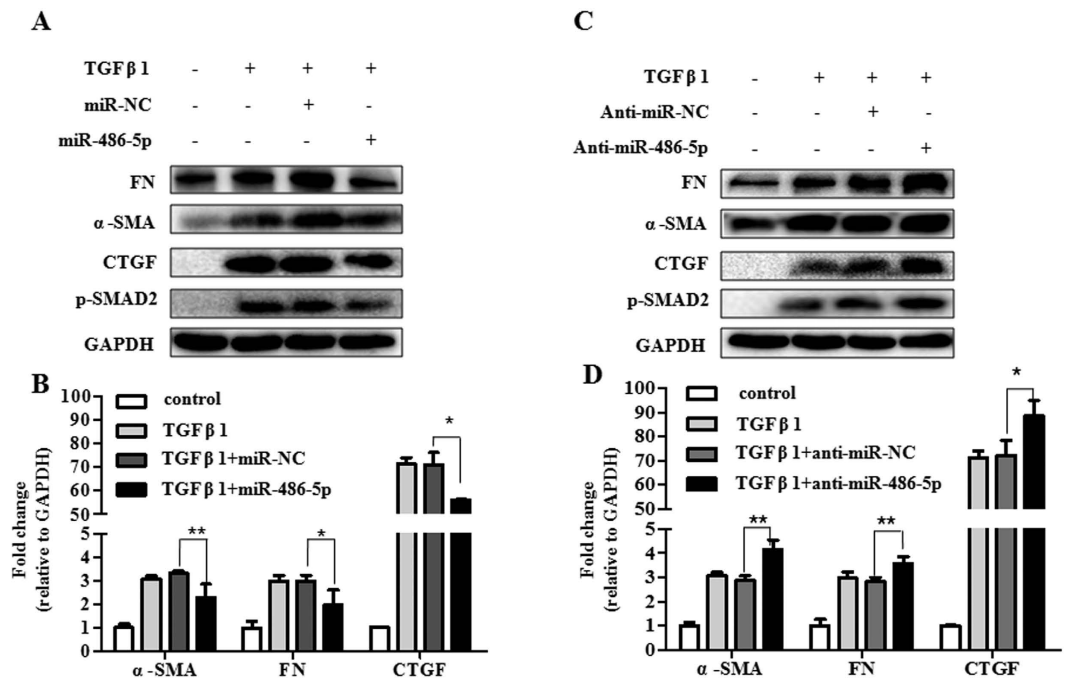 A
TGFβ1 - + + +
miR-NC - - + -
miR-486-5p - - - +
FN
α-SMA
CTGF
p-SMAD2
GAPDH
B
Fold change
(relative to GAPDH)
100
90
80
70
60
50
5
4
3
2
1
0
control
TGFβ1
TGFβ1+miR-NC
TGFβ1+miR-486-5p
** * *
α-SMA FN CTGF
C
TGFβ1 - + + +
Anti-miR-NC - - + -
Anti-miR-486-5p - - - +
FN
α-SMA
CTGF
p-SMAD2
GAPDH
D
Fold change
(relative to GAPDH)
100
90
80
70
60
50
5
4
3
2
1
0
control
TGFβ1
TGFβ1+anti-miR-NC
TGFβ1+anti-miR-486-5p
** ** *
α-SMA FN CTGF